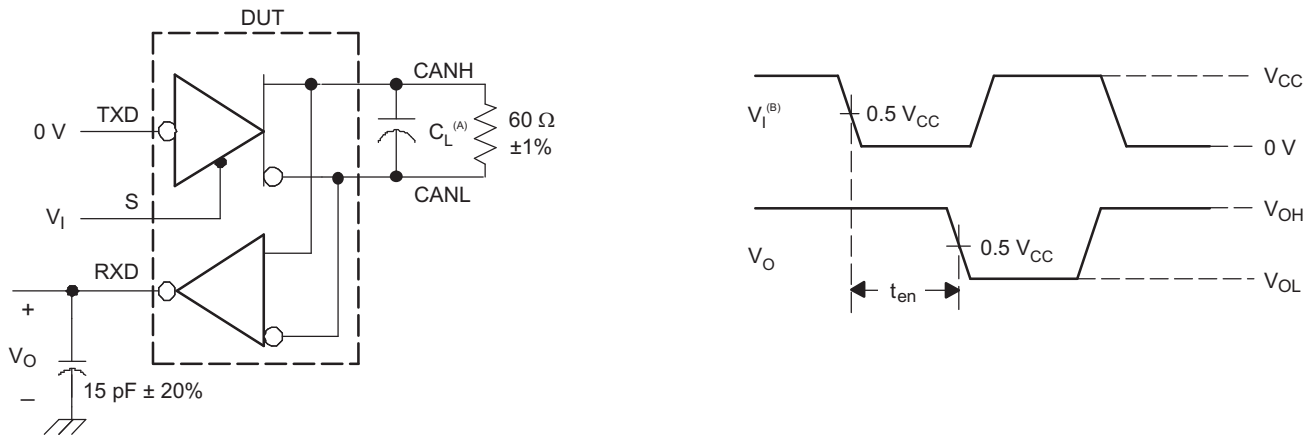 DUT
CANH
TXD
0 V
C_L^(A)
60 Ω
±1%
S
V_I
CANL
RXD
+
V_O
–
15 pF ± 20%
V_CC
V_I^(B)
0.5 V_CC
0 V
V_OH
V_O
0.5 V_CC
t_en
V_OL